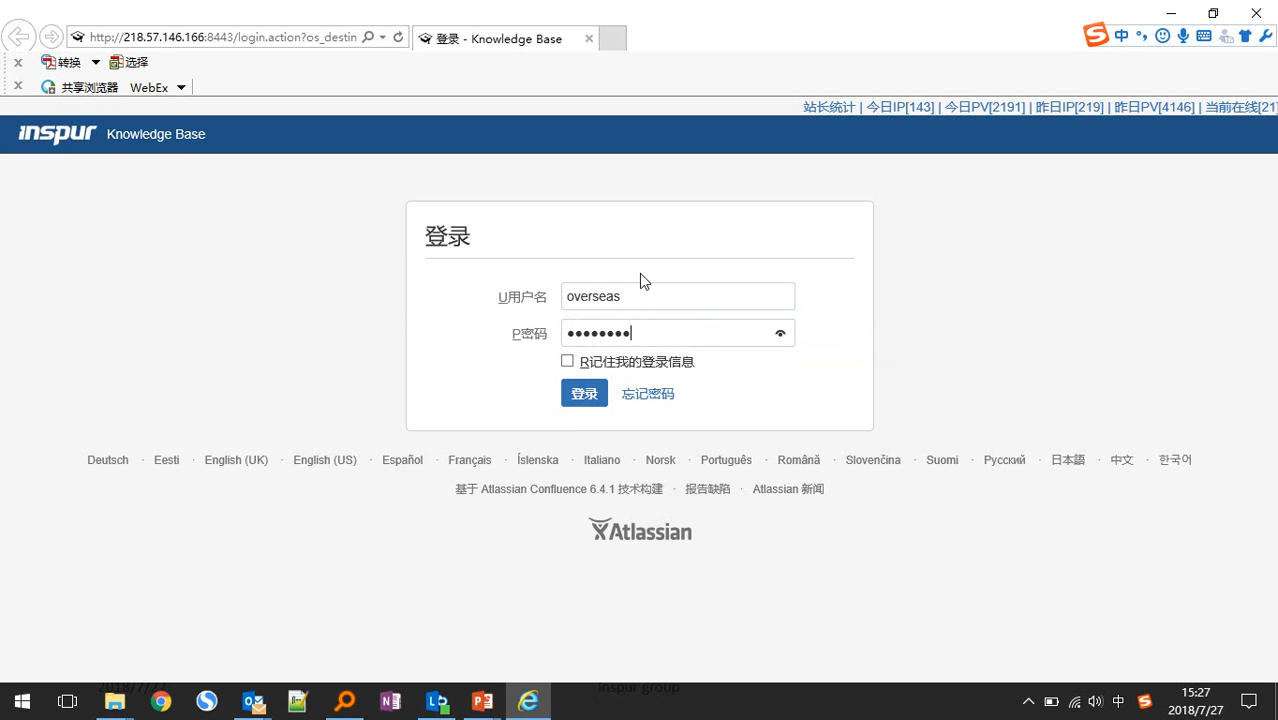 http://218.57.146.166:8443/login.action?os_destin
登录 - Knowledge Base
中
转换
选择
共享浏览器 WebEx
站长统计 | 今日IP[143] | 今日PV[2191] | 昨日IP[219] | 昨日PV[4146] | 当前在线[21]
inspur Knowledge Base
登录
U用户名 overseas
P密码 ••••••••
R记住我的登录信息
登录 忘记密码
Deutsch · Eesti · English (UK) · English (US) · Español · Français · Íslenska · Italiano · Norsk · Português · Română · Slovenčina · Suomi · Русский · 日本語 · 中文 · 한국어
基于 Atlassian Confluence 6.4.1 技术构建 · 报告缺陷 · Atlassian 新闻
Atlassian
2018/7/27 Inspur group
中
15:27
2018/7/27